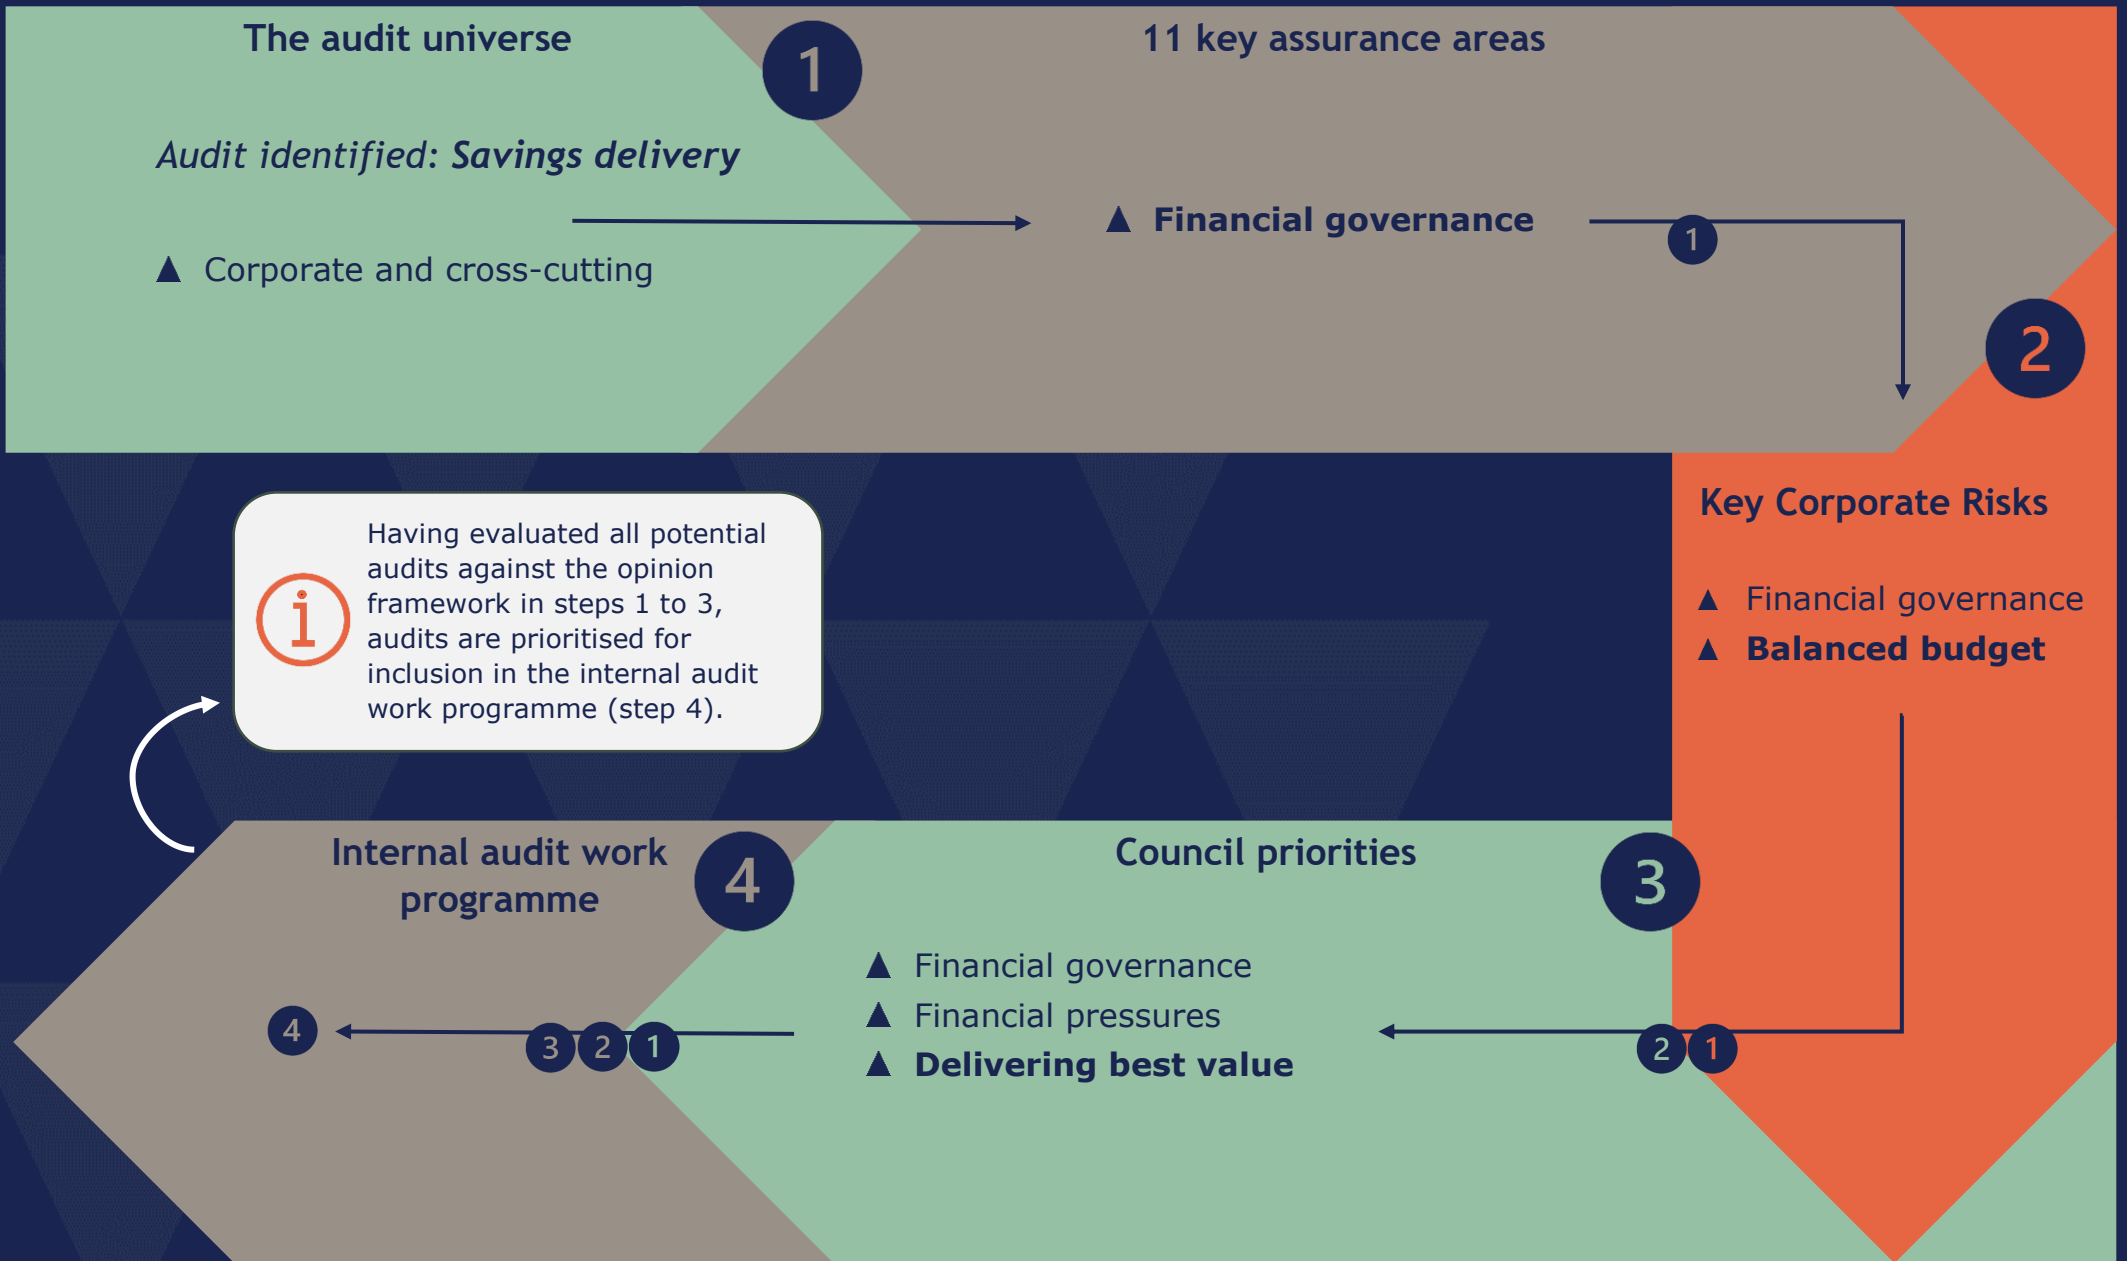 The audit universe
1
11 key assurance areas
Audit identified: Savings delivery
▲ Financial governance
1
▲ Corporate and cross-cutting
2
Key Corporate Risks
▲ Financial governance
▲ Balanced budget
i
Having evaluated all potential
audits against the opinion
framework in steps 1 to 3,
audits are prioritised for
inclusion in the internal audit
work programme (step 4).
Internal audit work
programme
4
Council priorities
3
▲ Financial governance
▲ Financial pressures
▲ Delivering best value
4
3 2 1
2 1